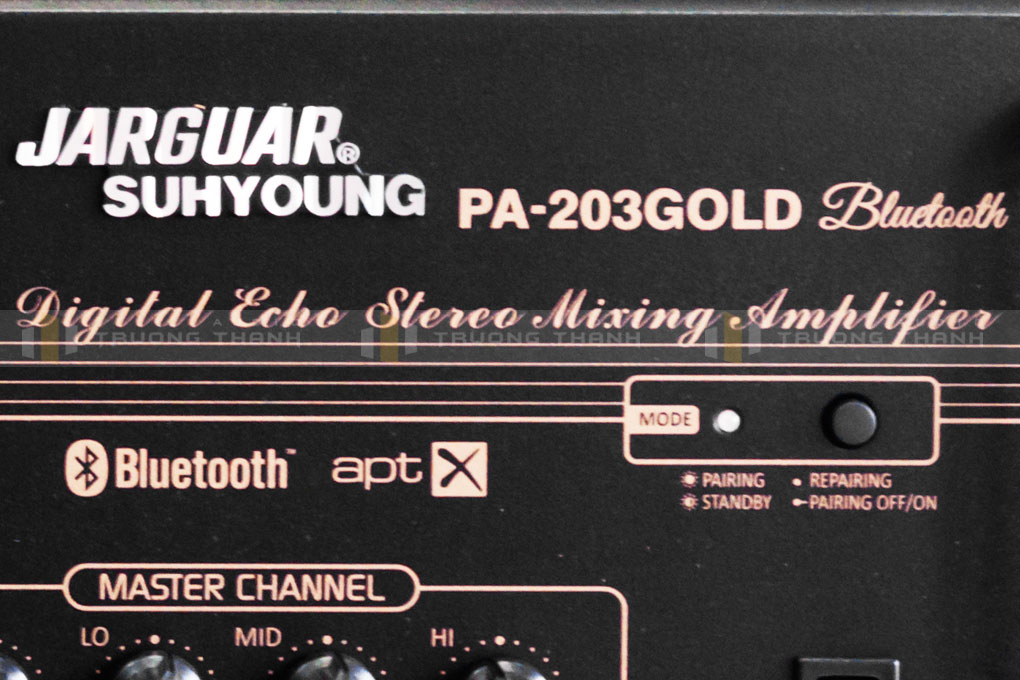 JARGUAR®
SUHYOUNG
PA-203GOLD Bluetooth
Digital Echo Stereo Mixing Amplifier
TRUONG THANH TRUONG THANH TRUONG THANH
MODE
Bluetooth™ aptX
PAIRING • REPAIRING
STANDBY PAIRING OFF/ON
MASTER CHANNEL
LO MID HI